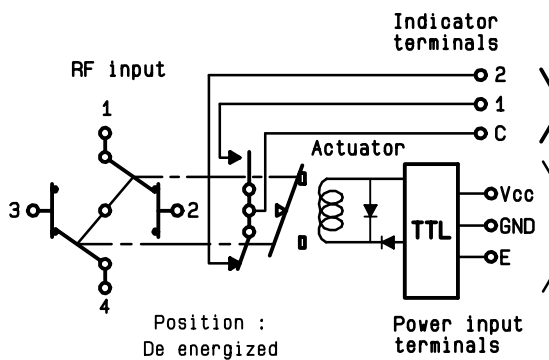 Indicator
terminals
RF input
2
1
C
1
Actuator
3
2
TTL
Vcc
GND
E
4
Position :
De energized
Power input
terminals